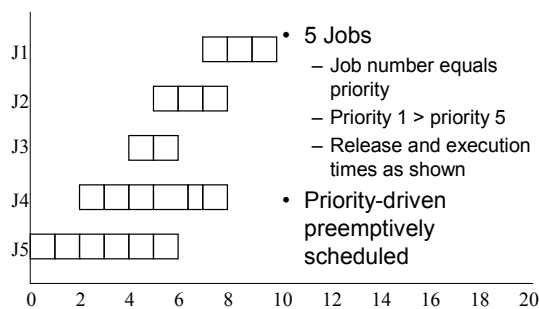 J1
J2
J3
J4
J5
0 2 4 6 8 10 12 14 16 18 20
• 5 Jobs
– Job number equals
priority
– Priority 1 > priority 5
– Release and execution
times as shown
• Priority-driven
preemptively
scheduled